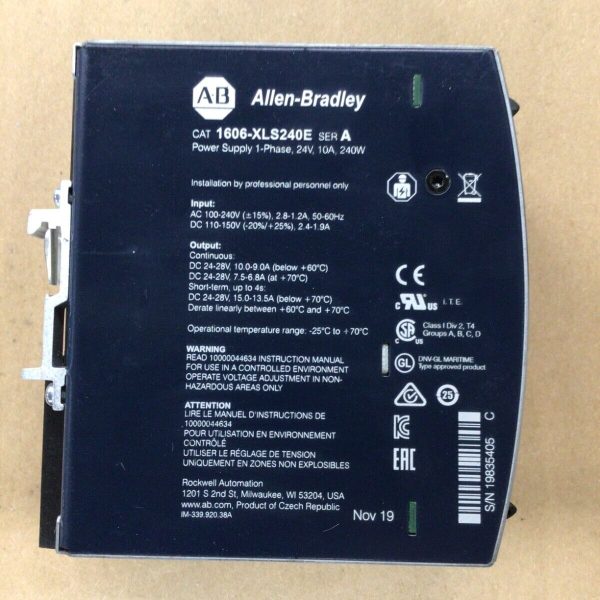 A-B Allen-Bradley
CAT 1606-XLS240E SER A
Power Supply 1-Phase, 24V, 10A, 240W
Installation by professional personnel only
Input:
AC 100-240V (±15%), 2.8-1.2A, 50-60Hz
DC 110-150V (-20%/+25%), 2.4-1.9A
Output:
Continuous:
DC 24-28V, 10.0-9.0A (below +60°C)
DC 24-28V, 7.5-6.8A (at +70°C)
Short-term, up to 4s:
DC 24-28V, 15.0-13.5A (below +70°C)
Derate linearly between +60°C and +70°C
Operational temperature range: -25°C to +70°C
WARNING
READ 10000044634 INSTRUCTION MANUAL
FOR USE IN A CONTROLLED ENVIRONMENT
OPERATE VOLTAGE ADJUSTMENT IN NON-
HAZARDOUS AREAS ONLY
ATTENTION
LIRE LE MANUEL D'INSTRUCTIONS DE
10000044634
POUR UTILISATION EN ENVIRONNEMENT
CONTRÔLÉ
UTILISER LE RÉGLAGE DE TENSION
UNIQUEMENT EN ZONES NON EXPLOSIBLES
Rockwell Automation
1201 S 2nd St, Milwaukee, WI 53204, USA
www.ab.com, Product of Czech Republic
IM-339.920.38A
CE
c RU US I.T.E.
c SA US Class I Div 2, T4
Groups A, B, C, D
GL DNV-GL MARITIME
Type approved product
25
EAC
Nov 19
S/N 19835405 C